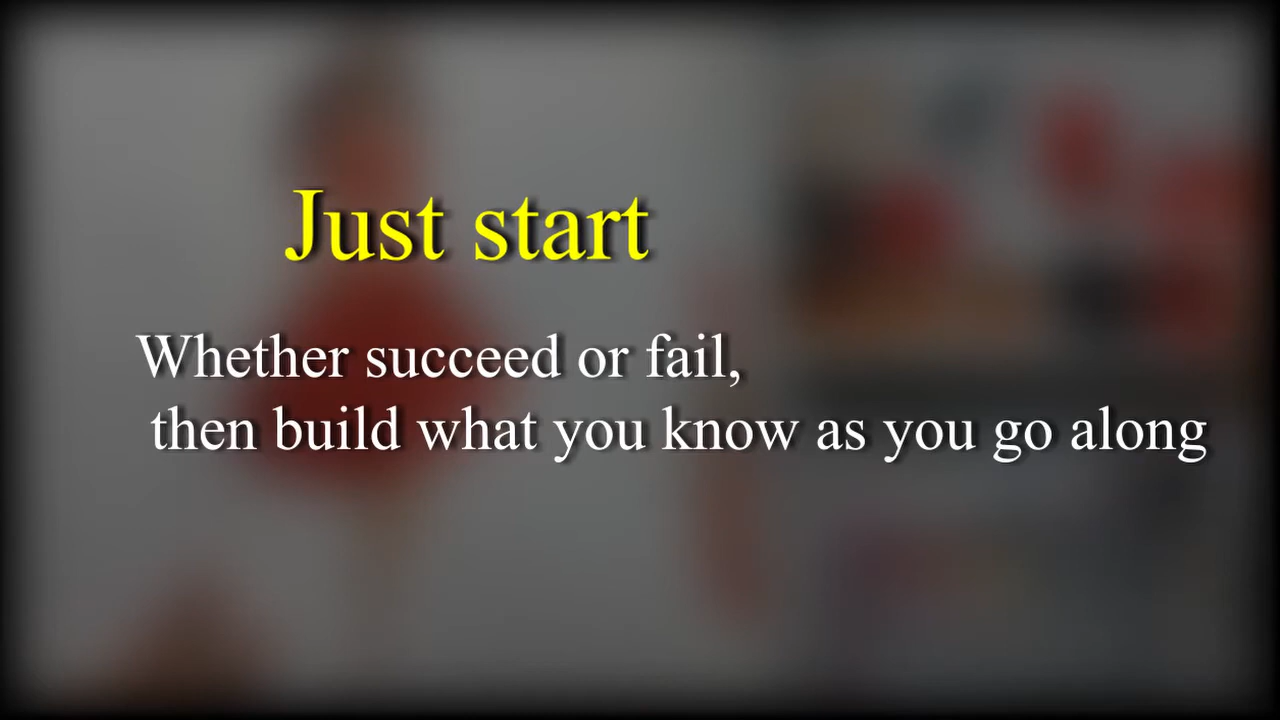 Just start
Whether succeed or fail,
then build what you know as you go along